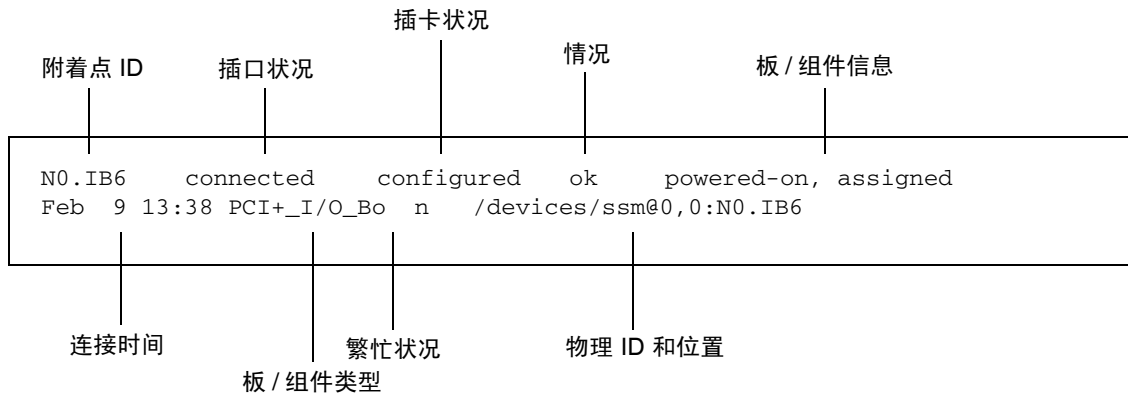 插卡状况
附着点 ID 插口状况 情况 板 / 组件信息
N0.IB6 connected configured ok powered-on, assigned
Feb 9 13:38 PCI+_I/O_Bo n /devices/ssm@0,0:N0.IB6
连接时间 繁忙状况 物理 ID 和位置
板 / 组件类型